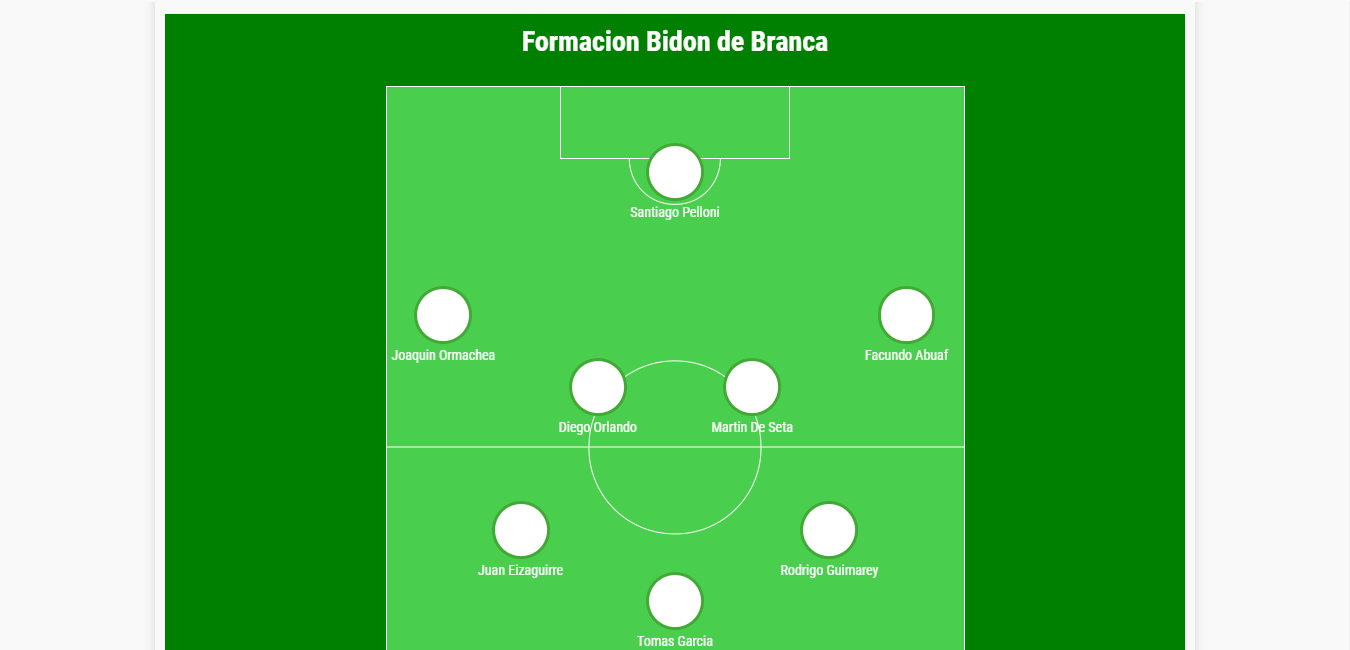 Formacion Bidon de Branca
Santiago Pelloni
Joaquin Ormachea
Facundo Abuaf
Diego Orlando
Martin De Seta
Juan Eizaguirre
Rodrigo Guimarey
Tomas Garcia